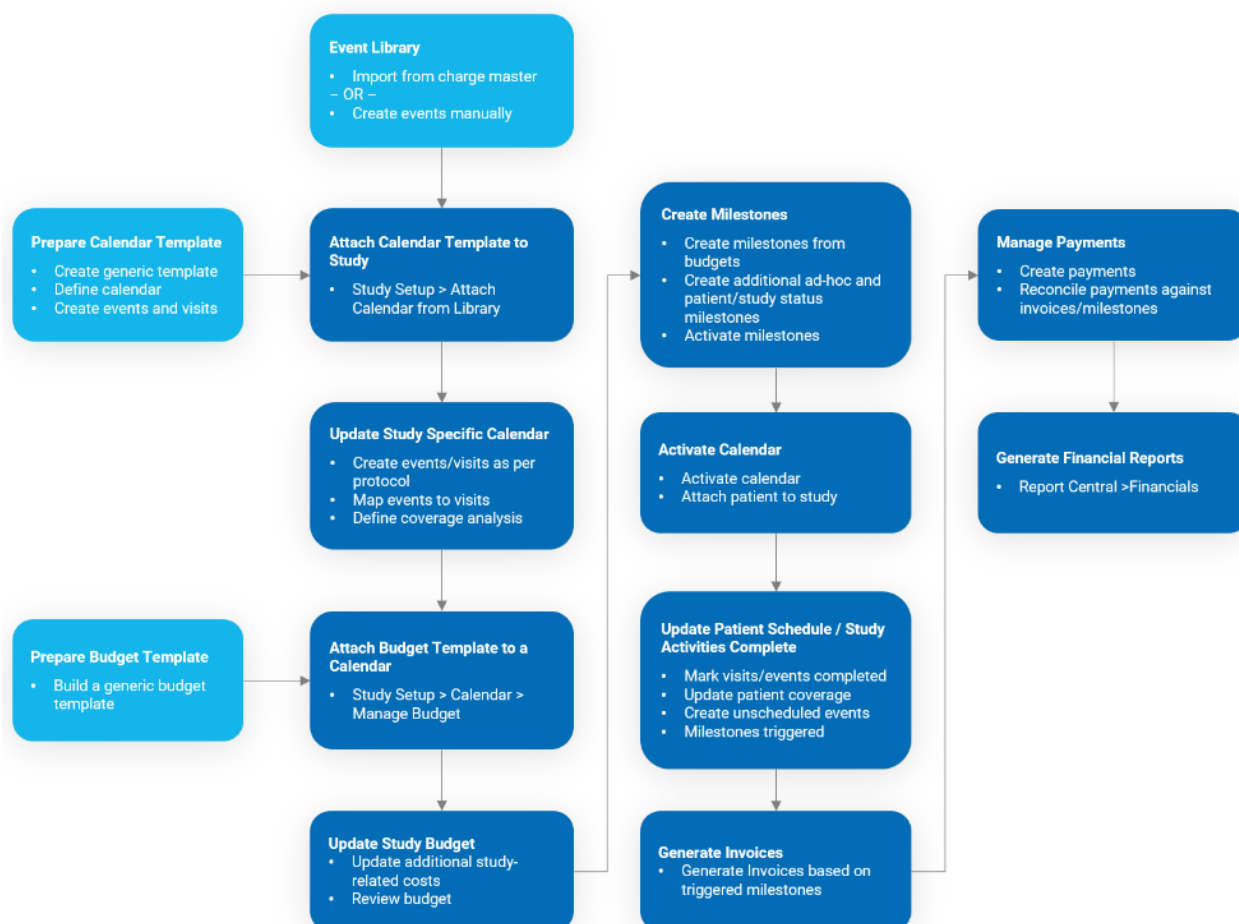 Event Library
• Import from charge master
– OR –
• Create events manually
Prepare Calendar Template
• Create generic template
• Define calendar
• Create events and visits
Attach Calendar Template to
Study
• Study Setup > Attach
Calendar from Library
Update Study Specific Calendar
• Create events/visits as per
protocol
• Map events to visits
• Define coverage analysis
Prepare Budget Template
• Build a generic budget
template
Attach Budget Template to a
Calendar
• Study Setup > Calendar >
Manage Budget
Update Study Budget
• Update additional study-
related costs
• Review budget
Create Milestones
• Create milestones from
budgets
• Create additional ad-hoc and
patient/study status
milestones
• Activate milestones
Activate Calendar
• Activate calendar
• Attach patient to study
Update Patient Schedule / Study
Activities Complete
• Mark visits/events completed
• Update patient coverage
• Create unscheduled events
• Milestones triggered
Generate Invoices
• Generate Invoices based on
triggered milestones
Manage Payments
• Create payments
• Reconcile payments against
invoices/milestones
Generate Financial Reports
• Report Central >Financials